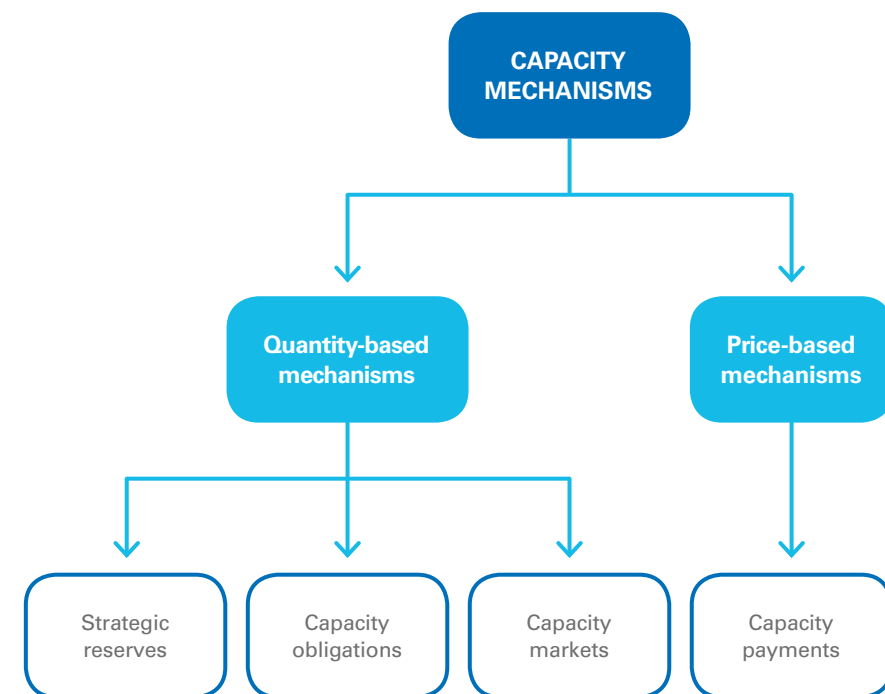 CAPACITY
MECHANISMS
Quantity-based
mechanisms
Price-based
mechanisms
Strategic
reserves
Capacity
obligations
Capacity
markets
Capacity
payments